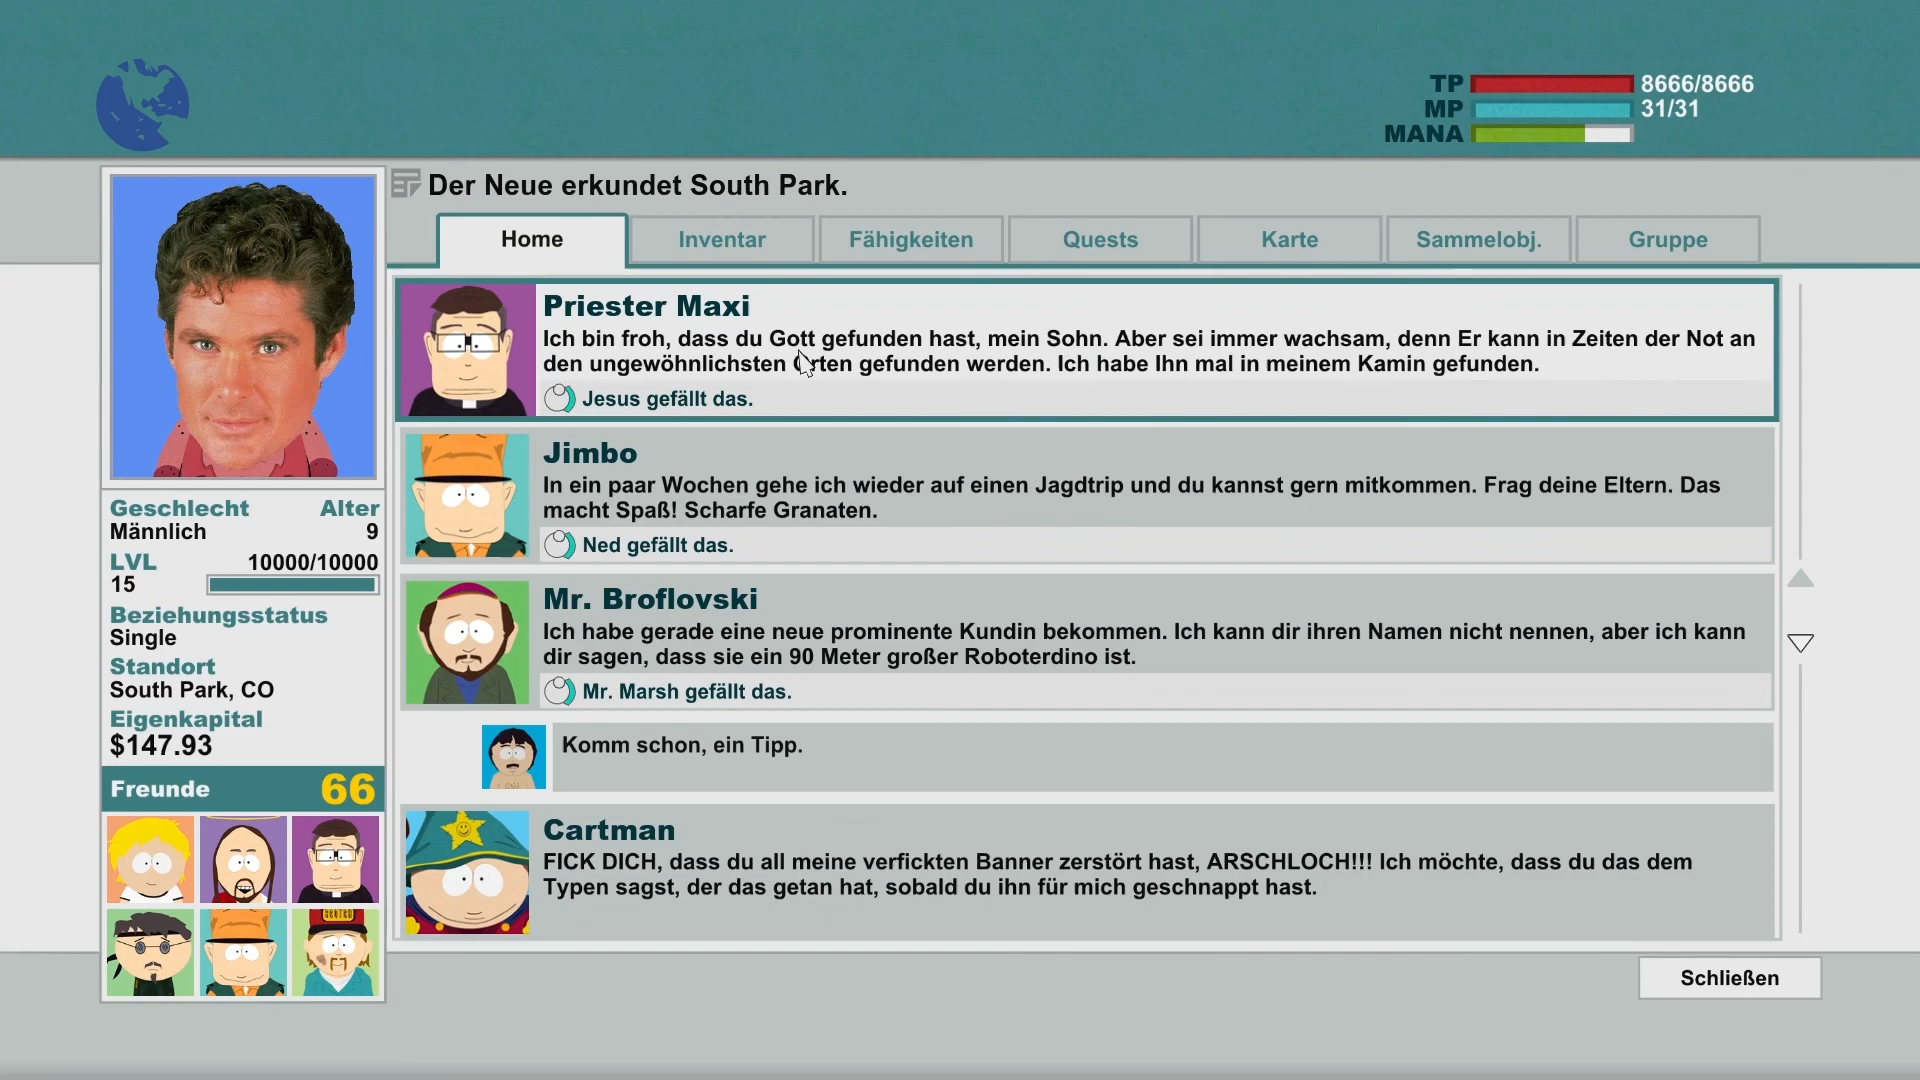 TP 8666/8666
MP 31/31
MANA
Der Neue erkundet South Park.
Home Inventar Fähigkeiten Quests Karte Sammelobj. Gruppe
Geschlecht Alter
Männlich 9
LVL 10000/10000
15
Beziehungsstatus
Single
Standort
South Park, CO
Eigenkapital
$147.93
Freunde 66
Priester Maxi
Ich bin froh, dass du Gott gefunden hast, mein Sohn. Aber sei immer wachsam, denn Er kann in Zeiten der Not an
den ungewöhnlichsten Orten gefunden werden. Ich habe Ihn mal in meinem Kamin gefunden.
Jesus gefällt das.
Jimbo
In ein paar Wochen gehe ich wieder auf einen Jagdtrip und du kannst gern mitkommen. Frag deine Eltern. Das
macht Spaß! Scharfe Granaten.
Ned gefällt das.
Mr. Broflovski
Ich habe gerade eine neue prominente Kundin bekommen. Ich kann dir ihren Namen nicht nennen, aber ich kann
dir sagen, dass sie ein 90 Meter großer Roboterdino ist.
Mr. Marsh gefällt das.
Komm schon, ein Tipp.
Cartman
FICK DICH, dass du all meine verfickten Banner zerstört hast, ARSCHLOCH!!! Ich möchte, dass du das dem
Typen sagst, der das getan hat, sobald du ihn für mich geschnappt hast.
Schließen